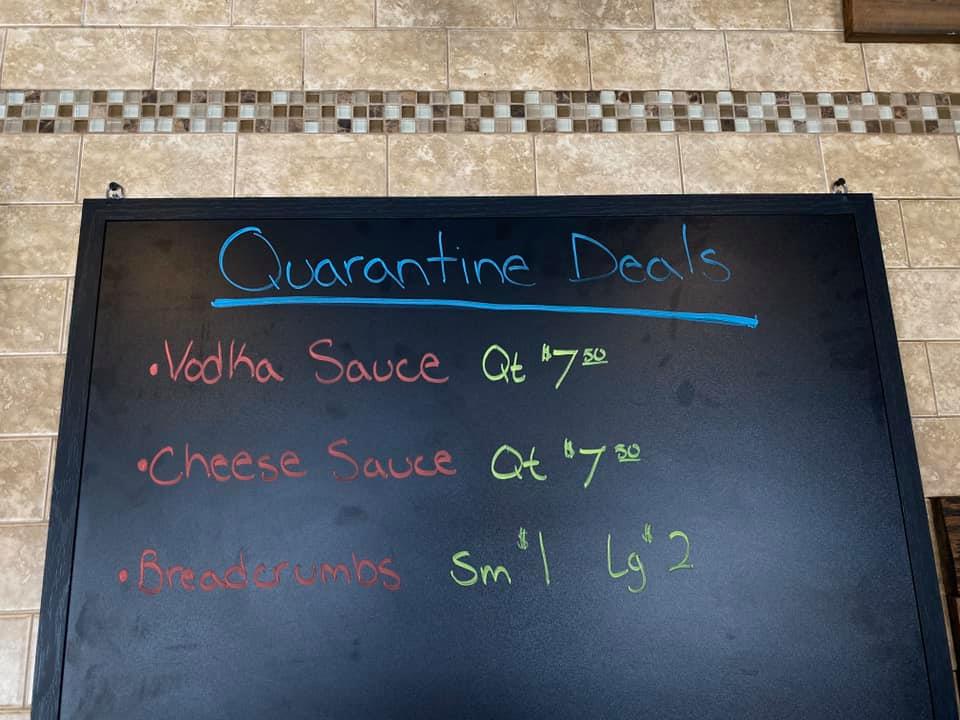 Quarantine Deals
•Vodka Sauce Qt $7 50
•Cheese Sauce Qt $7 50
•Breadcrumbs Sm $1 Lg $2